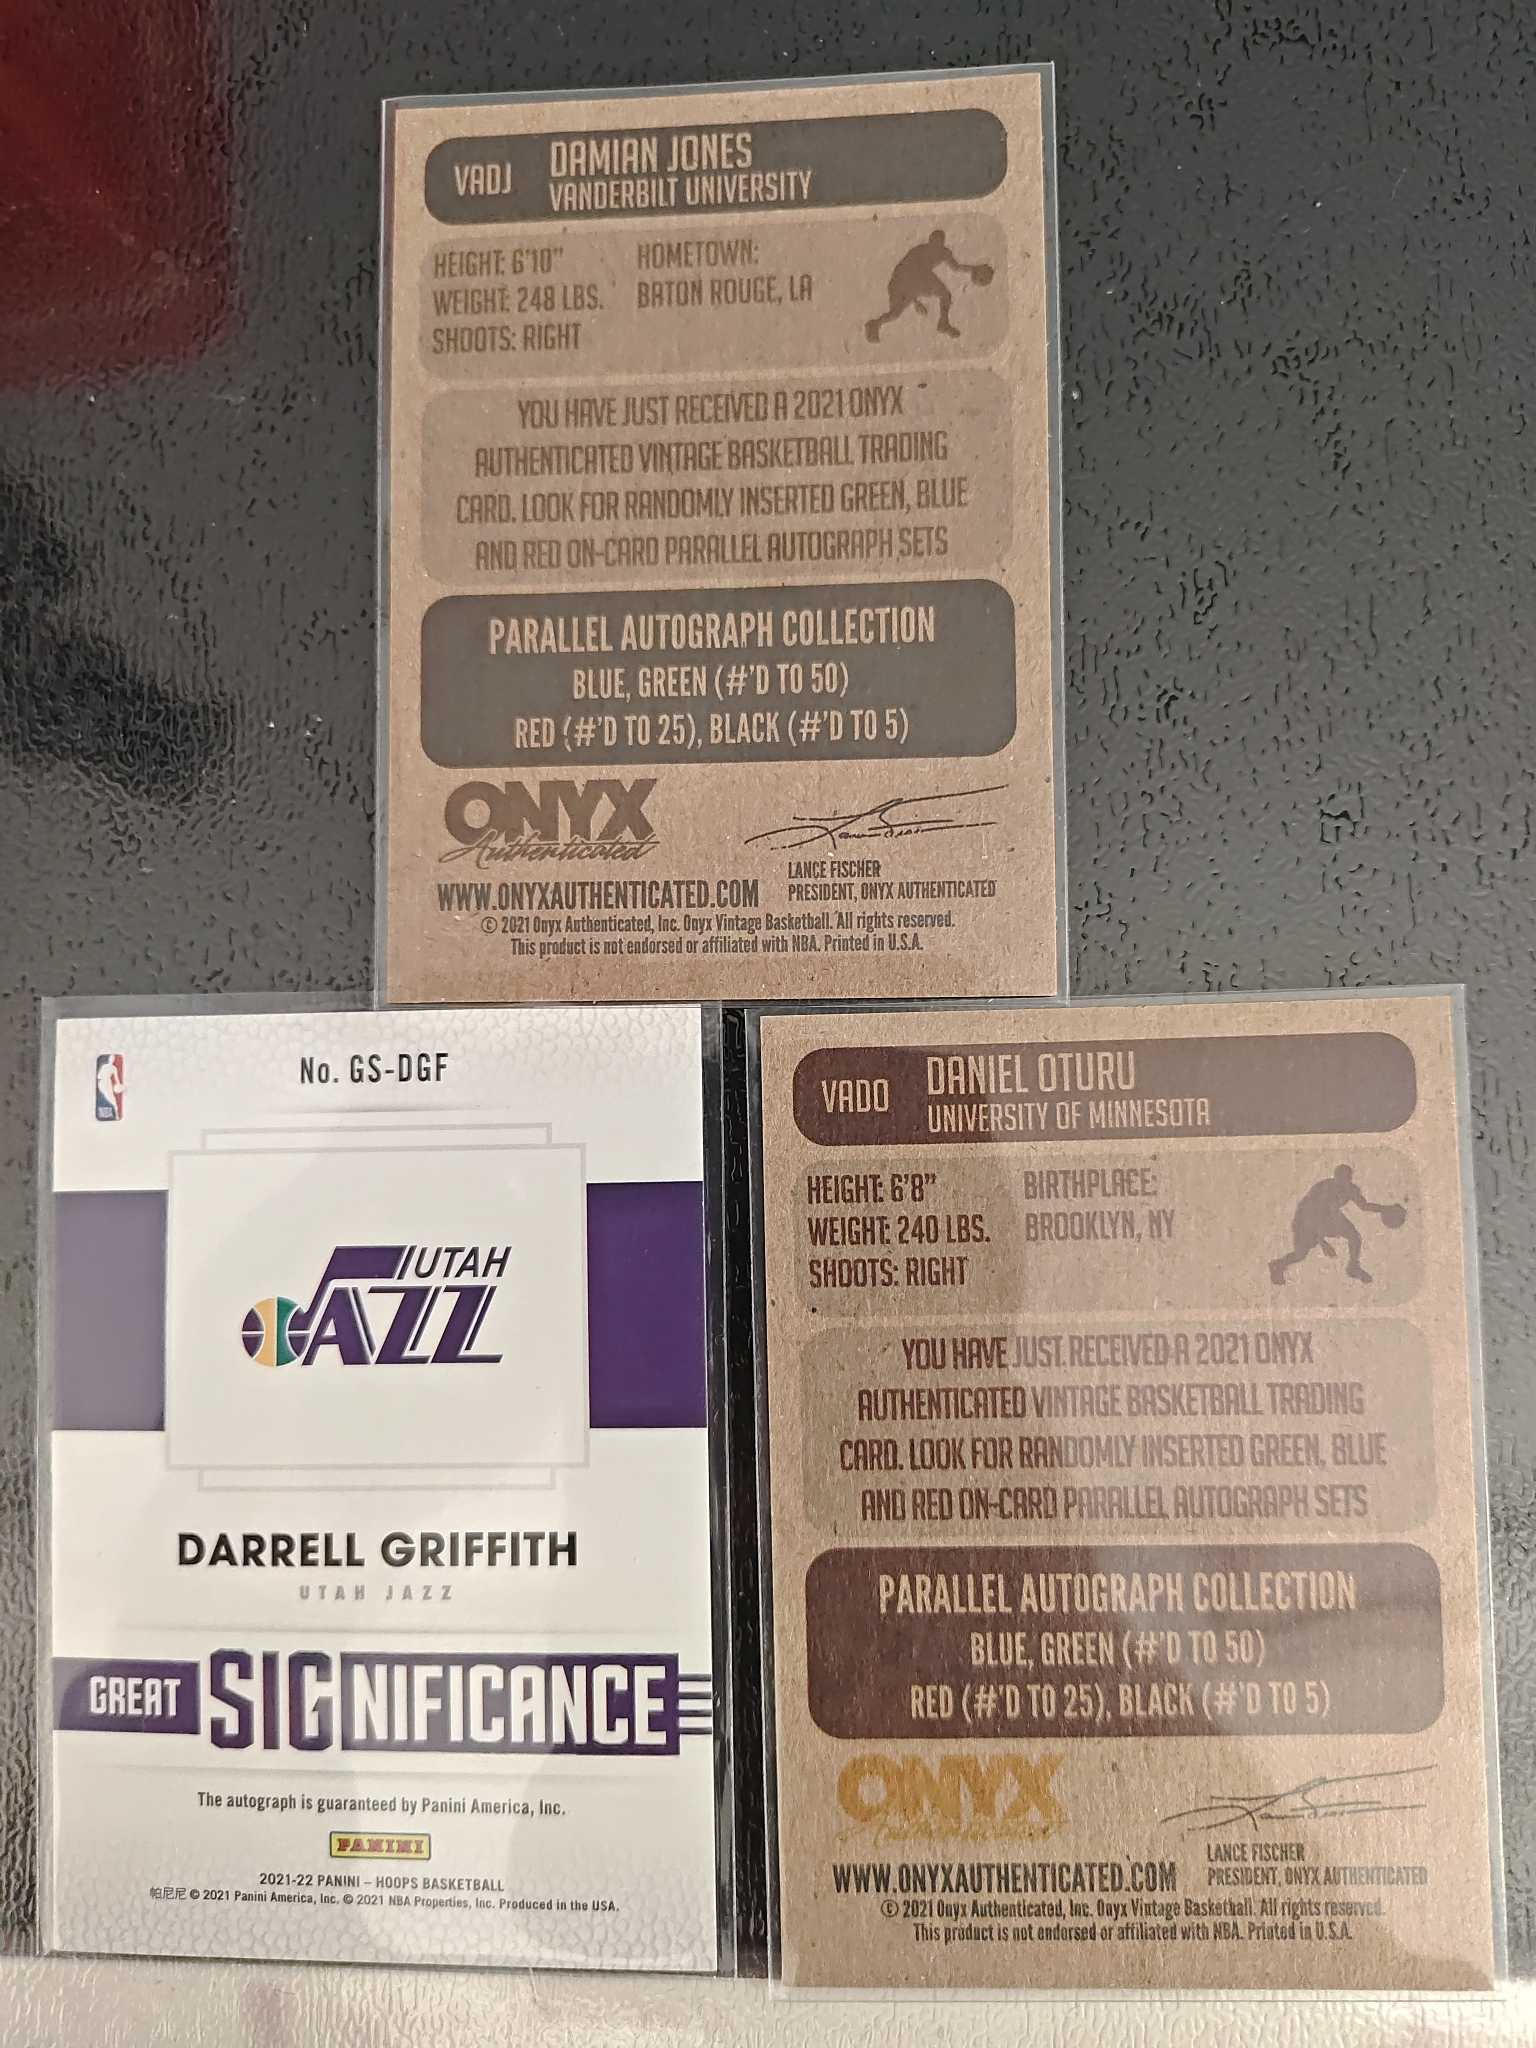 VADJ
DAMIAN JONES
VANDERBILT UNIVERSITY
HEIGHT: 6'10"
WEIGHT: 248 LBS.
SHOOTS: RIGHT
HOMETOWN:
BATON ROUGE, LA
YOU HAVE JUST RECEIVED A 2021 ONYX
AUTHENTICATED VINTAGE BASKETBALL TRADING
CARD. LOOK FOR RANDOMLY INSERTED GREEN, BLUE
AND RED ON-CARD PARALLEL AUTOGRAPH SETS
PARALLEL AUTOGRAPH COLLECTION
BLUE, GREEN (#'D TO 50)
RED (#'D TO 25), BLACK (#'D TO 5)
ONYX
Authenticated
LANCE FISCHER
PRESIDENT, ONYX AUTHENTICATED
WWW.ONYXAUTHENTICATED.COM
© 2021 Onyx Authenticated, Inc. Onyx Vintage Basketball. All rights reserved.
This product is not endorsed or affiliated with NBA. Printed in U.S.A.
NBA
No. GS-DGF
UTAH
JAZZ
DARRELL GRIFFITH
UTAH JAZZ
GREAT SIGNIFICANCE
The autograph is guaranteed by Panini America, Inc.
PANINI
2021-22 PANINI – HOOPS BASKETBALL
帕尼尼 © 2021 Panini America, Inc. © 2021 NBA Properties, Inc. Produced in the USA.
VADO
DANIEL OTURU
UNIVERSITY OF MINNESOTA
HEIGHT: 6'8"
WEIGHT: 240 LBS.
SHOOTS: RIGHT
BIRTHPLACE:
BROOKLYN, NY
YOU HAVE JUST RECEIVED A 2021 ONYX
AUTHENTICATED VINTAGE BASKETBALL TRADING
CARD. LOOK FOR RANDOMLY INSERTED GREEN, BLUE
AND RED ON-CARD PARALLEL AUTOGRAPH SETS
PARALLEL AUTOGRAPH COLLECTION
BLUE, GREEN (#'D TO 50)
RED (#'D TO 25), BLACK (#'D TO 5)
ONYX
Authenticated
LANCE FISCHER
PRESIDENT, ONYX AUTHENTICATED
WWW.ONYXAUTHENTICATED.COM
© 2021 Onyx Authenticated, Inc. Onyx Vintage Basketball. All rights reserved.
This product is not endorsed or affiliated with NBA. Printed in U.S.A.